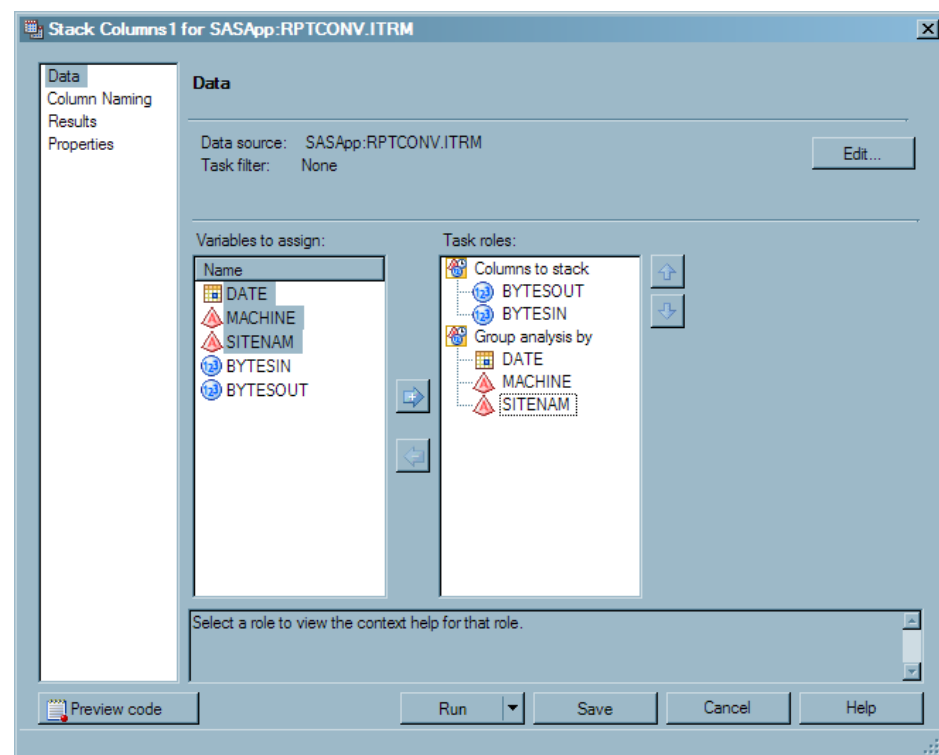 Stack Columns1 for SASApp:RPTCONV.ITRM
Data
Column Naming
Results
Properties
Data
Data source: SASApp:RPTCONV.ITRM
Task filter: None
Edit...
Variables to assign:
Name
DATE
MACHINE
SITENAM
BYTESIN
BYTESOUT
Task roles:
Columns to stack
BYTESOUT
BYTESIN
Group analysis by
DATE
MACHINE
SITENAM
Select a role to view the context help for that role.
Preview code
Run
Save
Cancel
Help